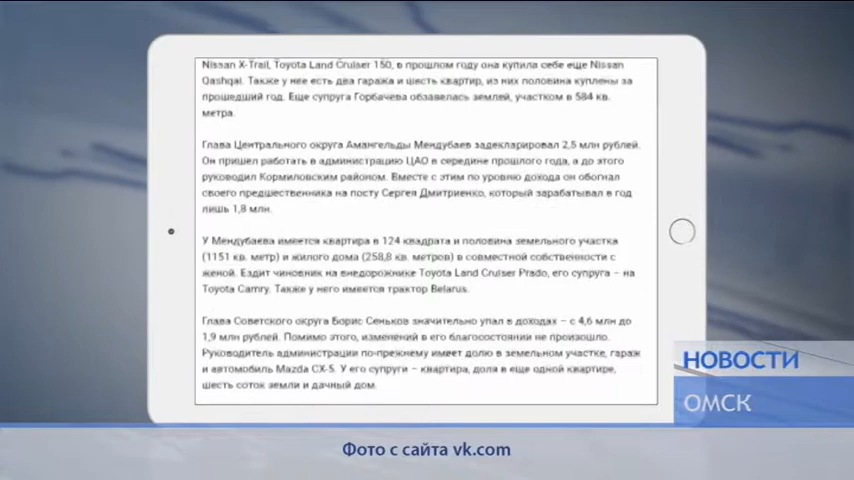 Nissan X-Trail, Toyota Land Cruiser 150, в прошлом году она купила себе еще Nissan
Qashqai. Также у нее есть два гаража и шесть квартир, из них половина куплены за
прошедший год. Еще супруга Горбачева обзавелась землей, участком в 584 кв.
метра.
Глава Центрального округа Амангельды Мендубаев задекларировал 2,5 млн рублей.
Он пришел работать в администрацию ЦАО в середине прошлого года, а до этого
руководил Кормиловским районом. Вместе с этим по уровню дохода он обогнал
своего предшественника на посту Сергея Дмитриенко, который зарабатывал в год
лишь 1,8 млн.
У Мендубаева имеется квартира в 124 квадрата и половина земельного участка
(1151 кв. метр) и жилого дома (258,8 кв. метров) в совместной собственности с
женой. Ездит чиновник на внедорожнике Toyota Land Cruiser Prado, его супруга – на
Toyota Camry. Также у него имеется трактор Belarus.
Глава Советского округа Борис Сеньков значительно упал в доходах – с 4,6 млн до
1,9 млн рублей. Помимо этого, изменений в его благосостоянии не произошло.
Руководитель администрации по-прежнему имеет долю в земельном участке, гараж
и автомобиль Mazda CX-5. У его супруги – квартира, доля в еще одной квартире,
шесть соток земли и дачный дом.
НОВОСТИ
ОМСК
Фото с сайта vk.com